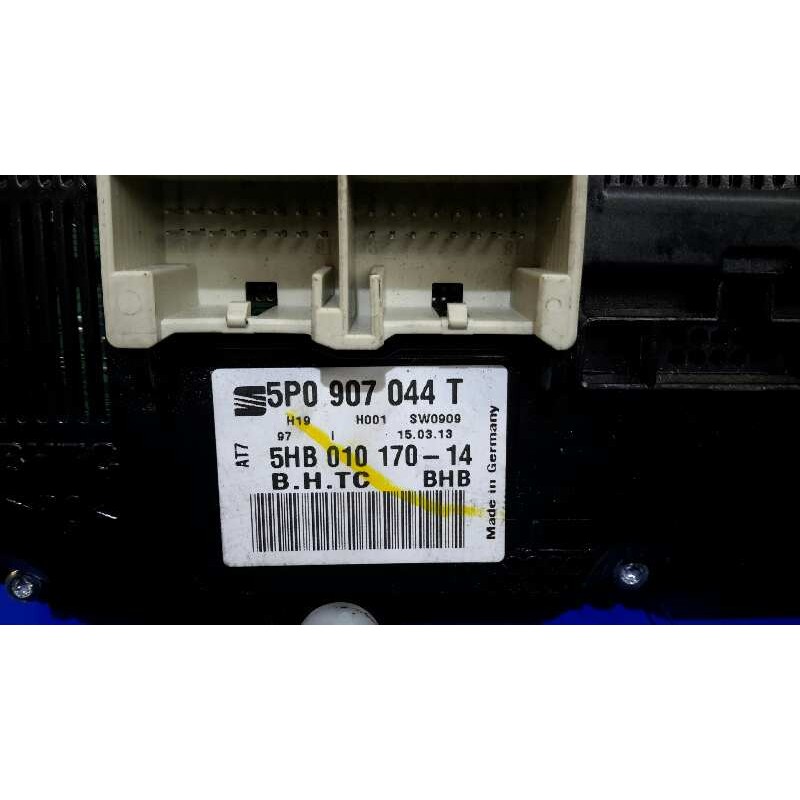 5P0 907 044 T
H19 H001 SW0909
97 I 15.03.13
AT7
5HB 010 170-14
B.H.TC BHB
Made in Germany